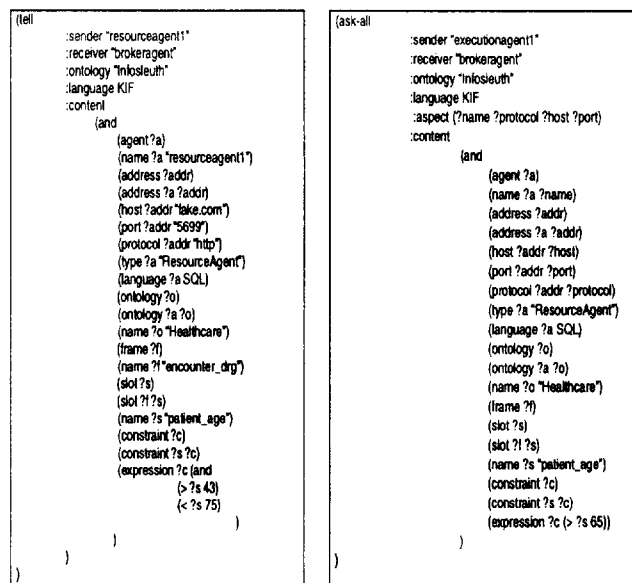 (tell
:sender "resourceagent1"
:receiver "brokeragent"
:ontology "Infosleuth"
:language KIF
:content
(and
(agent ?a)
(name ?a "resourceagent1")
(address ?addr)
(address ?a ?addr)
(host ?addr "fake.com")
(port ?addr "5699")
(protocol ?addr "http")
(type ?a "ResourceAgent")
(language ?a SQL)
(ontology ?o)
(ontology ?a ?o)
(name ?o "Healthcare")
(frame ?f)
(name ?f "encounter_drg")
(slot ?s)
(slot ?f ?s)
(name ?s "patient_age")
(constraint ?c)
(constraint ?s ?c)
(expression ?c (and
(> ?s 43)
(< ?s 75)
)
)
)
)
(ask-all
:sender "executionagent1"
:receiver "brokeragent"
:ontology "Infosleuth"
:language KIF
:aspect (?name ?protocol ?host ?port)
:content
(and
(agent ?a)
(name ?a ?name)
(address ?addr)
(address ?a ?addr)
(host ?addr ?host)
(port ?addr ?port)
(protocol ?addr ?protocol)
(type ?a "ResourceAgent")
(language ?a SQL)
(ontology ?o)
(ontology ?a ?o)
(name ?o "Healthcare")
(frame ?f)
(slot ?s)
(slot ?f ?s)
(name ?s "patient_age")
(constraint ?c)
(constraint ?s ?c)
(expression ?c (> ?s 65))
)
)